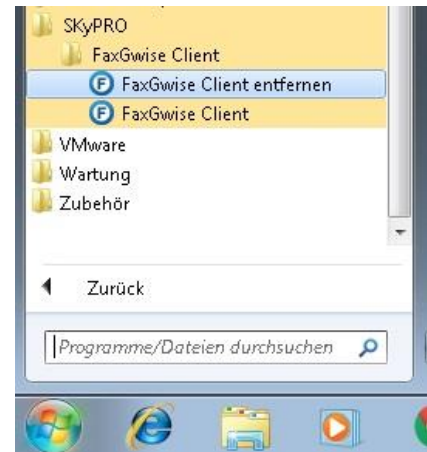 SKyPRO
FaxGwise Client
FaxGwise Client entfernen
FaxGwise Client
VMware
Wartung
Zubehör
Zurück
Programme/Dateien durchsuchen